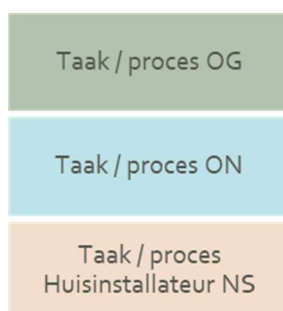 Taak / proces OG
Taak / proces ON
Taak / proces
Huisinstallateur NS